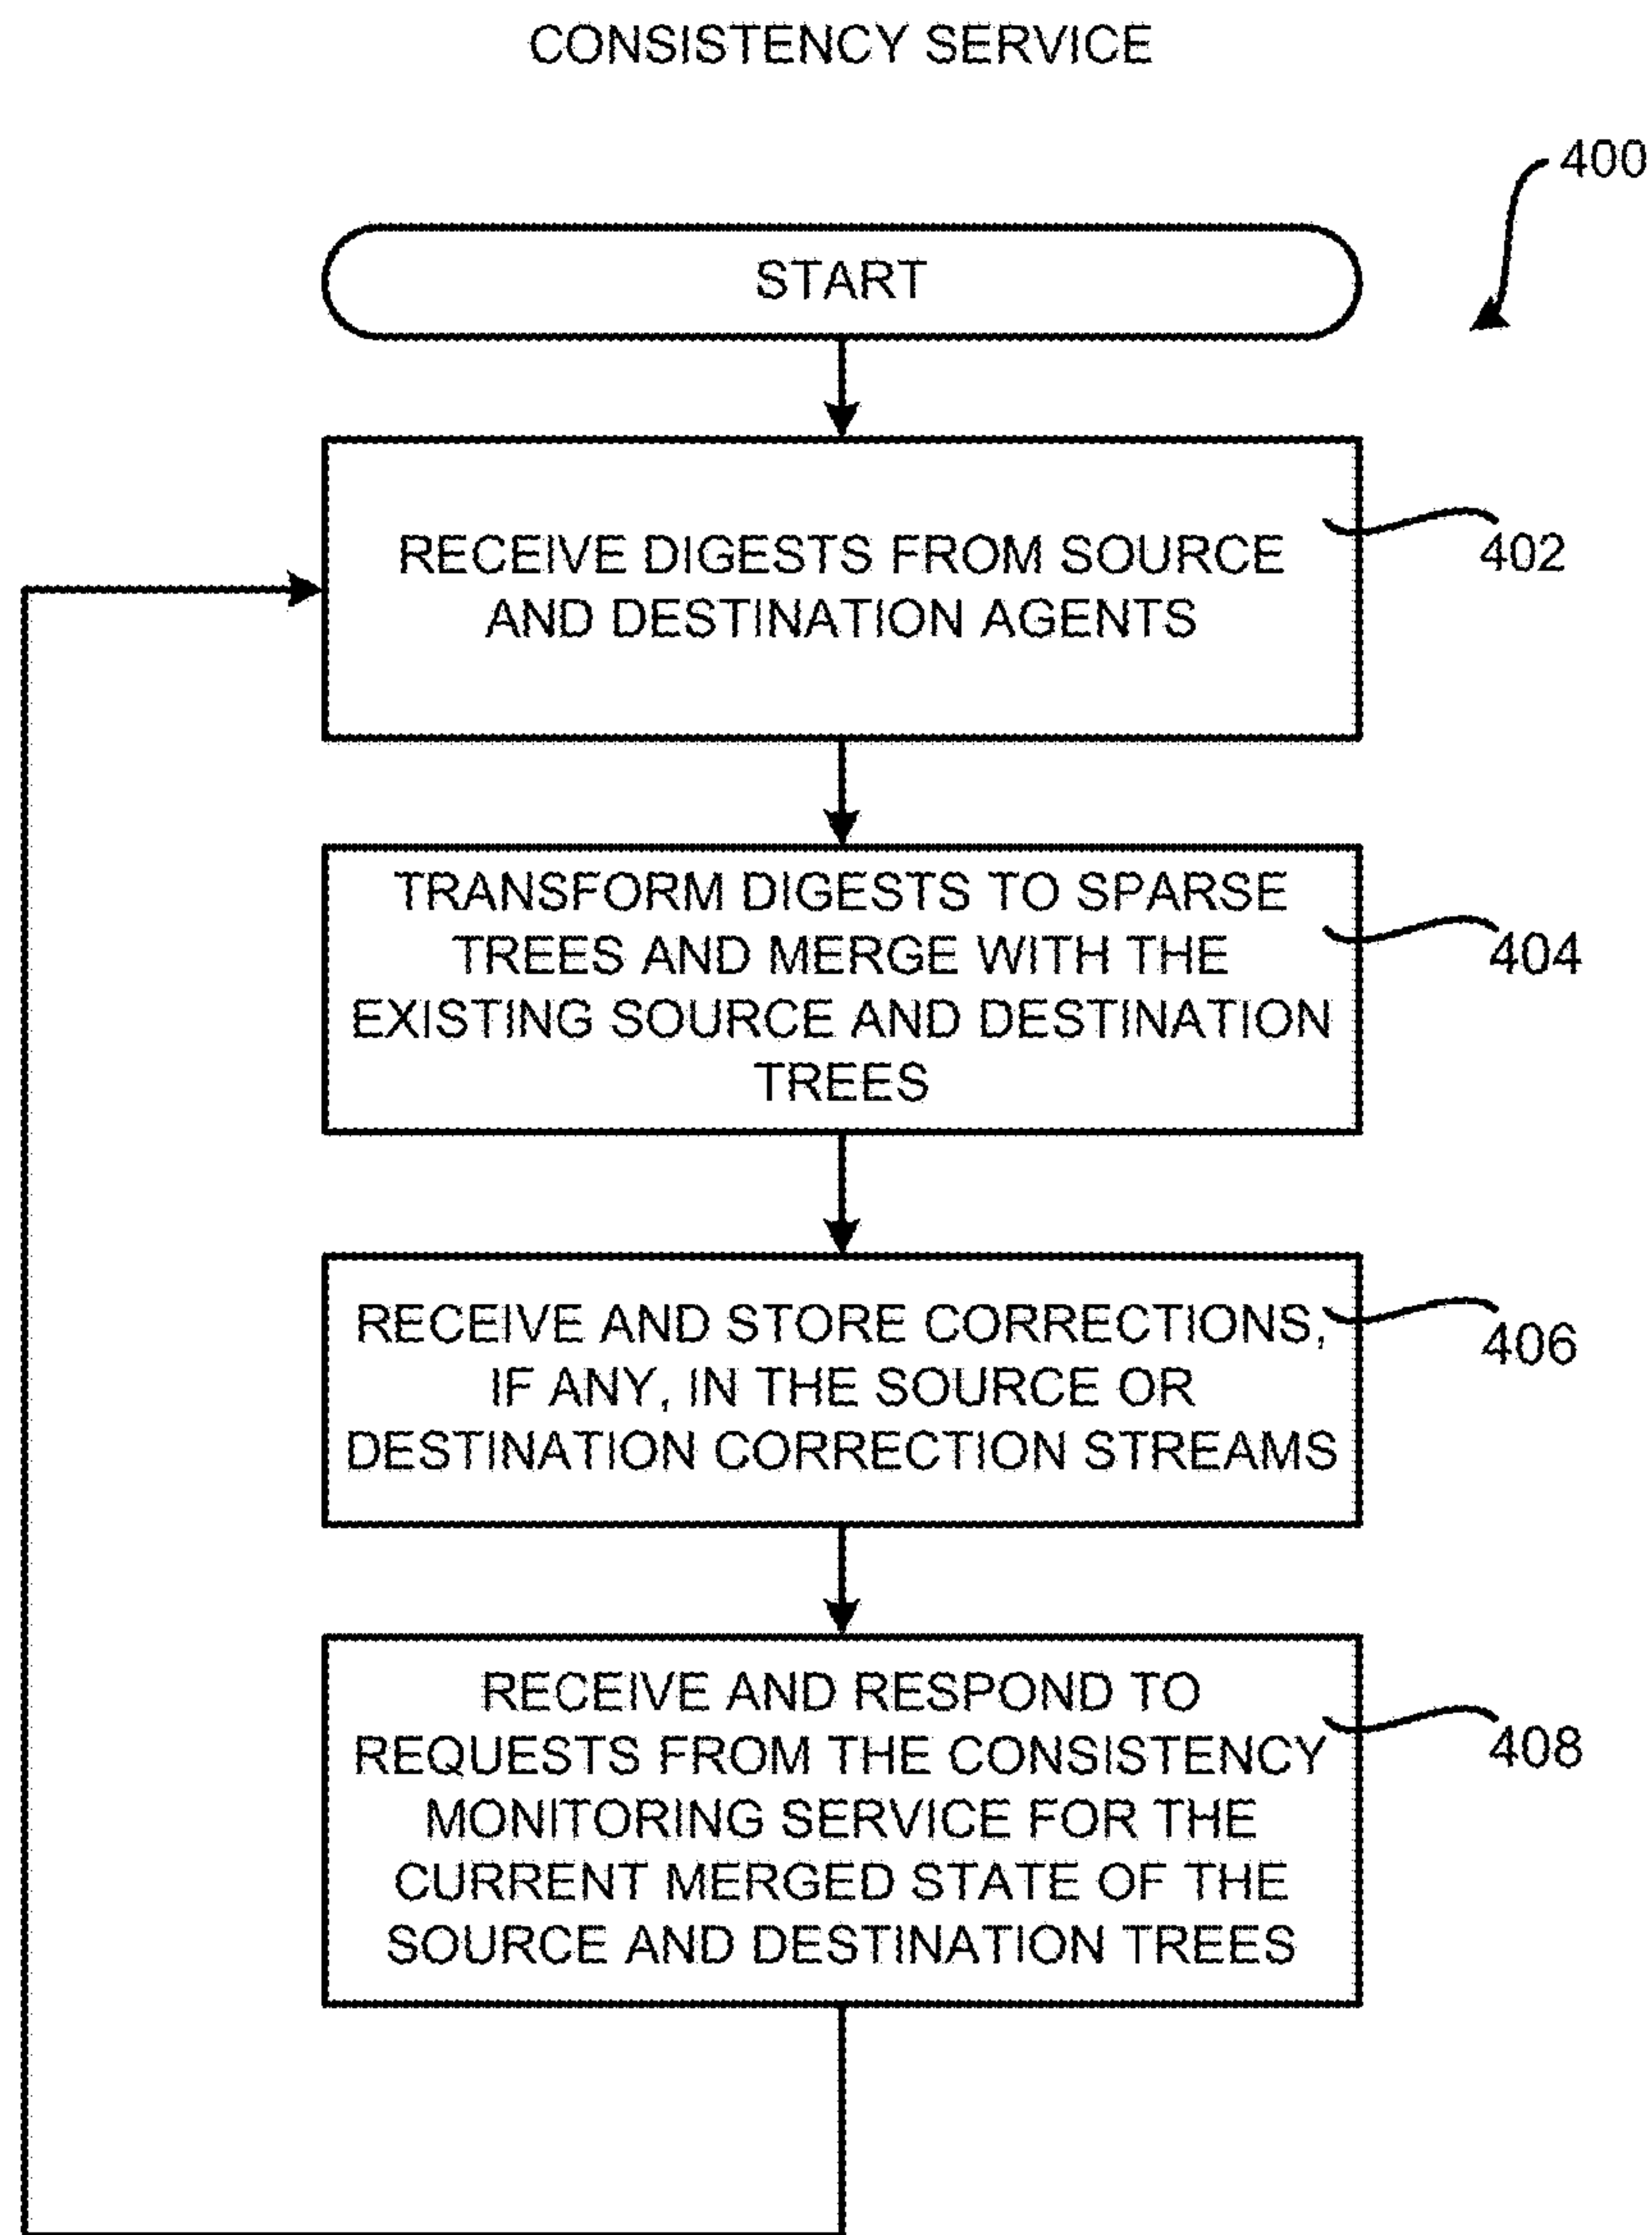 CONSISTENCY SERVICE
400
START
RECEIVE DIGESTS FROM SOURCE
AND DESTINATION AGENTS
402
TRANSFORM DIGESTS TO SPARSE
TREES AND MERGE WITH THE
EXISTING SOURCE AND DESTINATION
TREES
404
RECEIVE AND STORE CORRECTIONS,
IF ANY, IN THE SOURCE OR
DESTINATION CORRECTION STREAMS
406
RECEIVE AND RESPOND TO
REQUESTS FROM THE CONSISTENCY
MONITORING SERVICE FOR THE
CURRENT MERGED STATE OF THE
SOURCE AND DESTINATION TREES
408